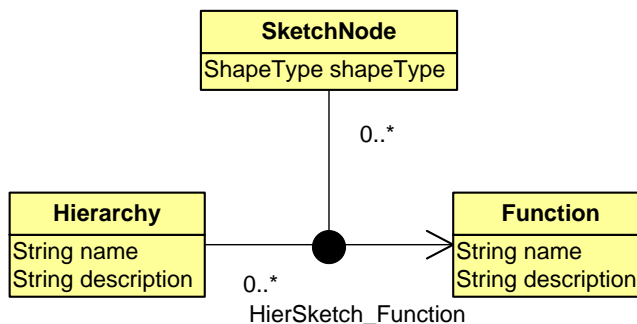 SketchNode
ShapeType shapeType
0..*
Hierarchy
String name
String description
Function
String name
String description
0..*
HierSketch_Function